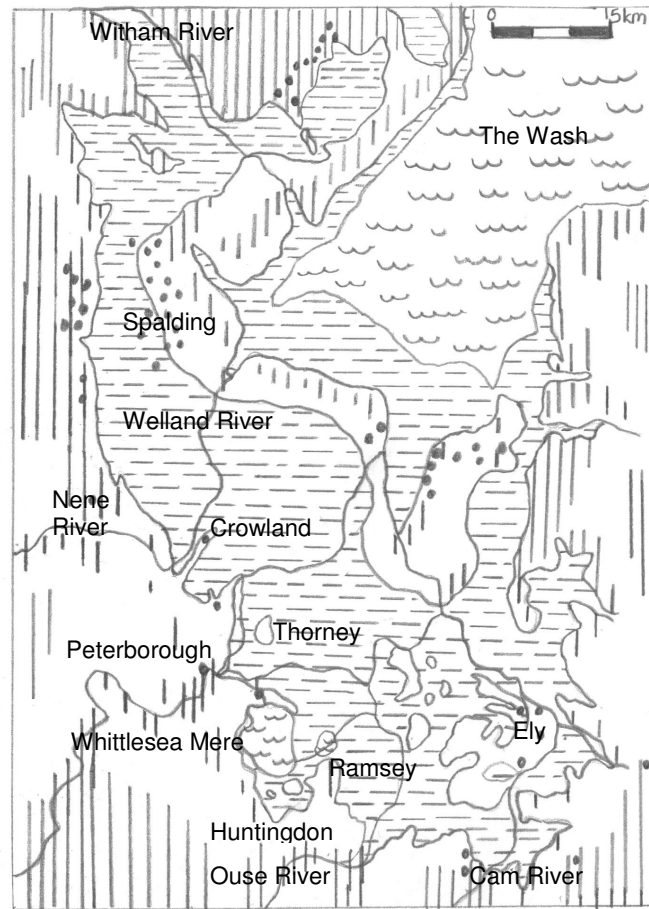 Witham River
0 15km
The Wash
Spalding
Welland River
Nene
River
Crowland
Thorney
Peterborough
Whittlesea Mere
Ely
Ramsey
Huntingdon
Ouse River
Cam River